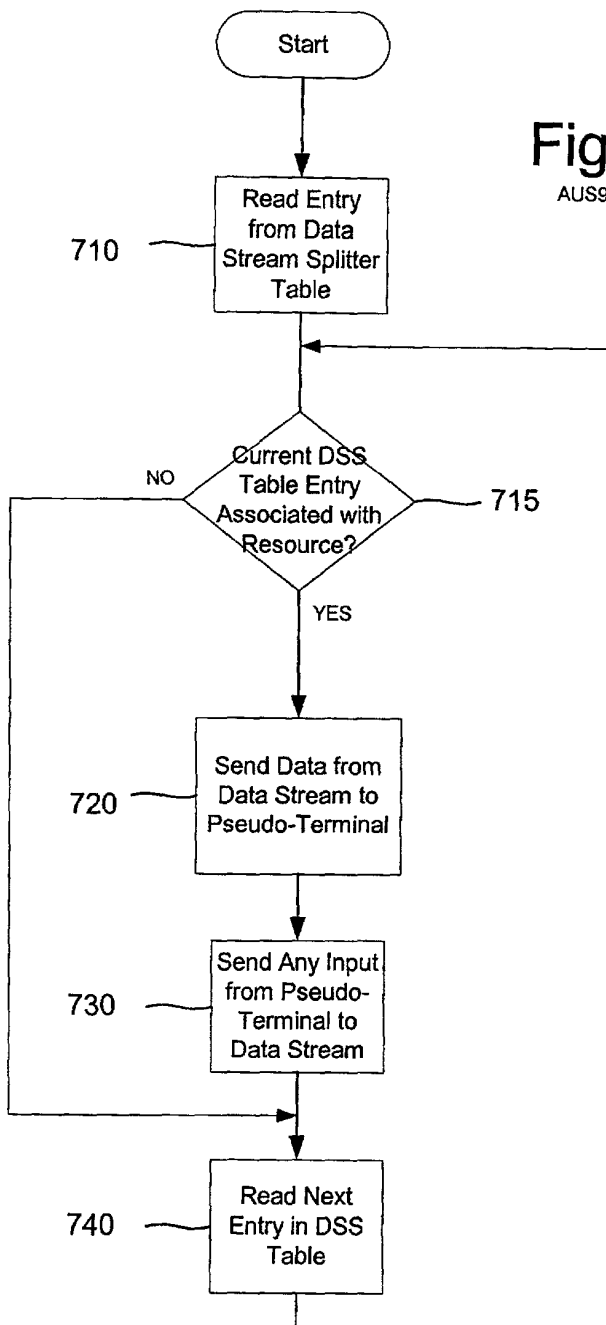 Start
Fig
AUS9
710
Read Entry
from Data
Stream Splitter
Table
NO
Current DSS
Table Entry
Associated with
Resource?
715
YES
720
Send Data from
Data Stream to
Pseudo-Terminal
730
Send Any Input
from Pseudo-
Terminal to
Data Stream
740
Read Next
Entry in DSS
Table